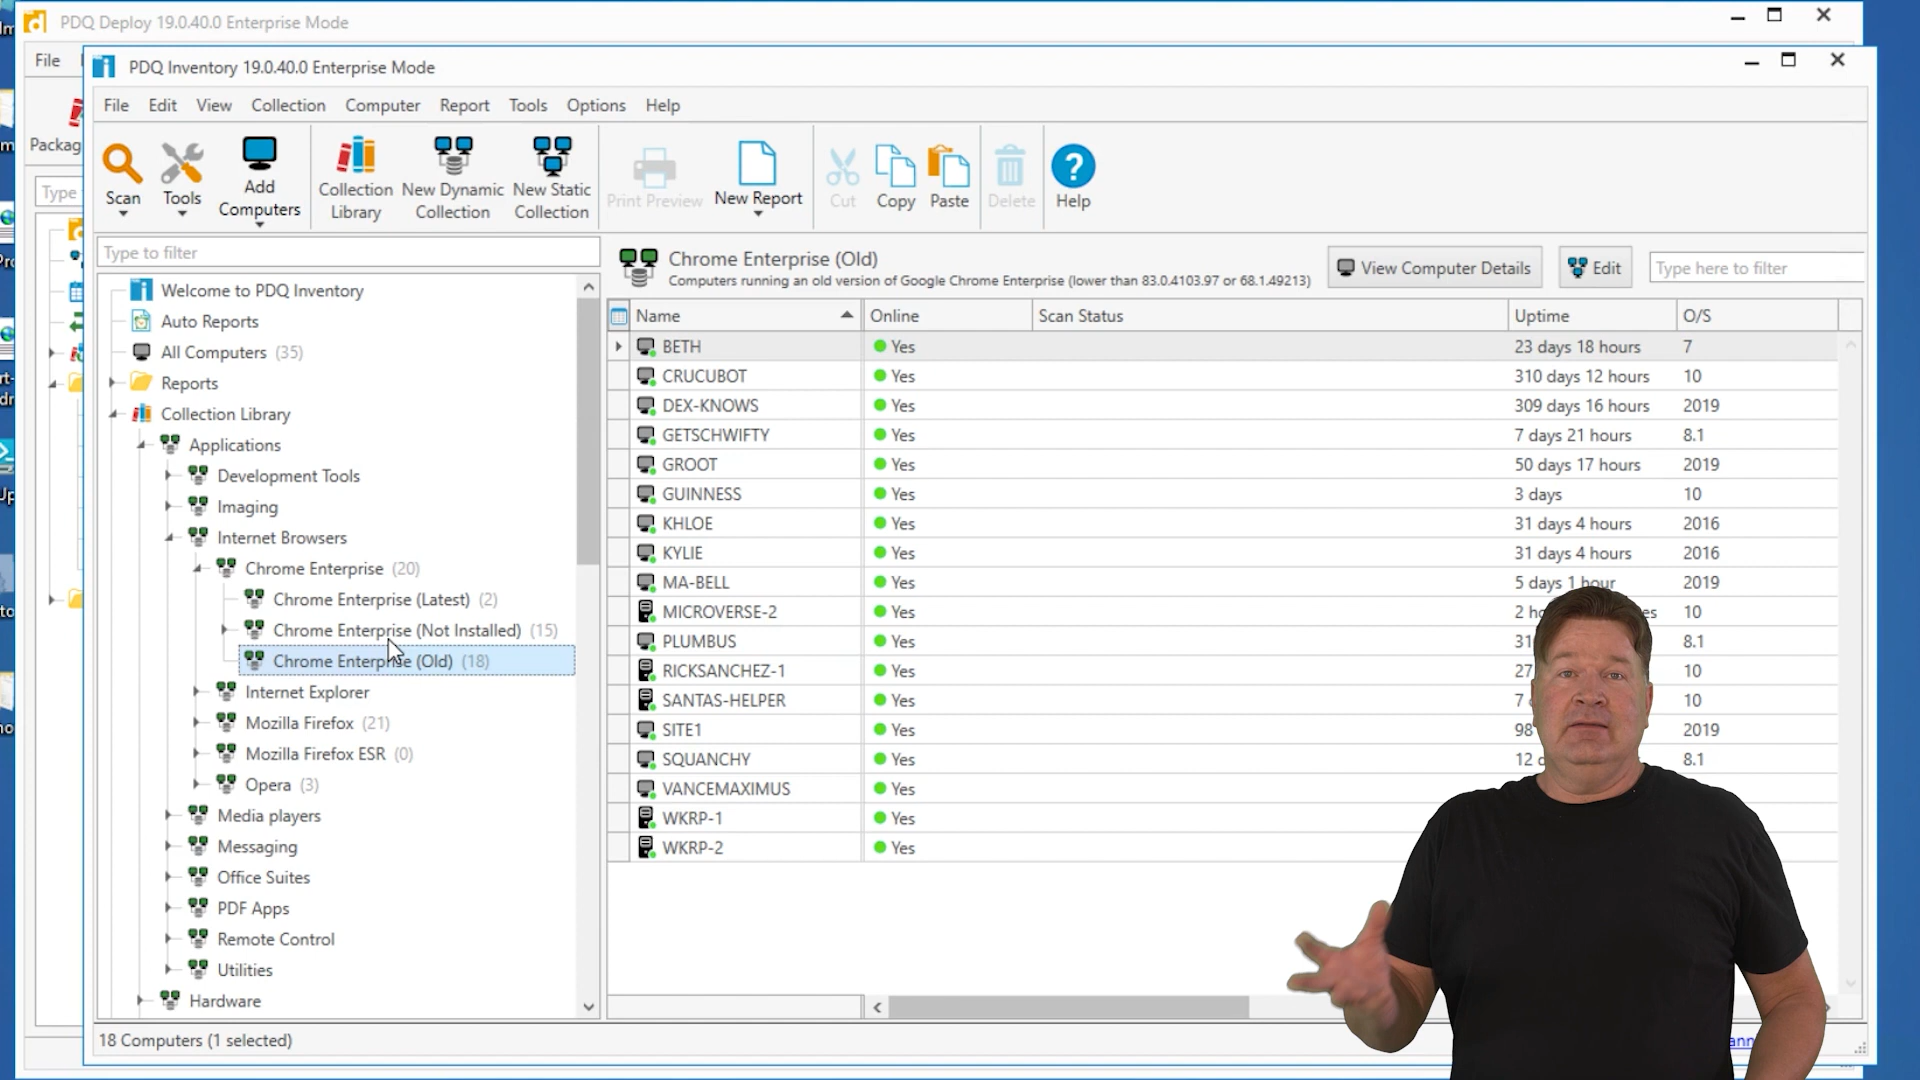 PDQ Deploy 19.0.40.0 Enterprise Mode
File
PDQ Inventory 19.0.40.0 Enterprise Mode
File Edit View Collection Computer Report Tools Options Help
Packag
Scan
Tools
Add Computers
Collection Library
New Dynamic Collection
New Static Collection
Print Preview
New Report
Cut
Copy
Paste
Delete
Help
Type
Type to filter
Chrome Enterprise (Old)
Computers running an old version of Google Chrome Enterprise (lower than 83.0.4103.97 or 68.1.49213)
View Computer Details
Edit
Type here to filter
Welcome to PDQ Inventory
Auto Reports
All Computers (35)
Reports
Collection Library
Applications
Development Tools
Imaging
Internet Browsers
Chrome Enterprise (20)
Chrome Enterprise (Latest) (2)
Chrome Enterprise (Not Installed) (15)
Chrome Enterprise (Old) (18)
Internet Explorer
Mozilla Firefox (21)
Mozilla Firefox ESR (0)
Opera (3)
Media players
Messaging
Office Suites
PDF Apps
Remote Control
Utilities
Hardware
Name Online Scan Status Uptime O/S
BETH Yes 23 days 18 hours 7
CRUCUBOT Yes 310 days 12 hours 10
DEX-KNOWS Yes 309 days 16 hours 2019
GETSCHWIFTY Yes 7 days 21 hours 8.1
GROOT Yes 50 days 17 hours 2019
GUINNESS Yes 3 days 10
KHLOE Yes 31 days 4 hours 2016
KYLIE Yes 31 days 4 hours 2016
MA-BELL Yes 5 days 1 hour 2019
MICROVERSE-2 Yes 2 10
PLUMBUS Yes 31 8.1
RICKSANCHEZ-1 Yes 27 10
SANTAS-HELPER Yes 7 10
SITE1 Yes 98 2019
SQUANCHY Yes 12 8.1
VANCEMAXIMUS Yes
WKRP-1 Yes
WKRP-2 Yes
18 Computers (1 selected)